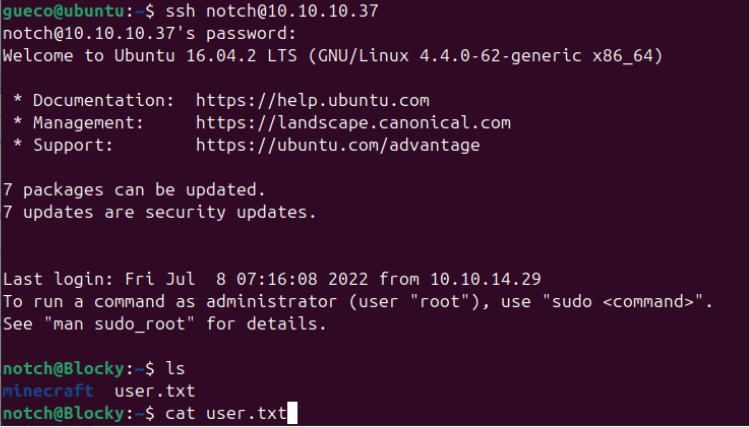 gueco@ubuntu:~$ ssh notch@10.10.10.37
notch@10.10.10.37's password:
Welcome to Ubuntu 16.04.2 LTS (GNU/Linux 4.4.0-62-generic x86_64)
* Documentation:  https://help.ubuntu.com
* Management:     https://landscape.canonical.com
* Support:        https://ubuntu.com/advantage
7 packages can be updated.
7 updates are security updates.
Last login: Fri Jul  8 07:16:08 2022 from 10.10.14.29
To run a command as administrator (user "root"), use "sudo <command>".
See "man sudo_root" for details.
notch@Blocky:~$ ls
minecraft  user.txt
notch@Blocky:~$ cat user.txt